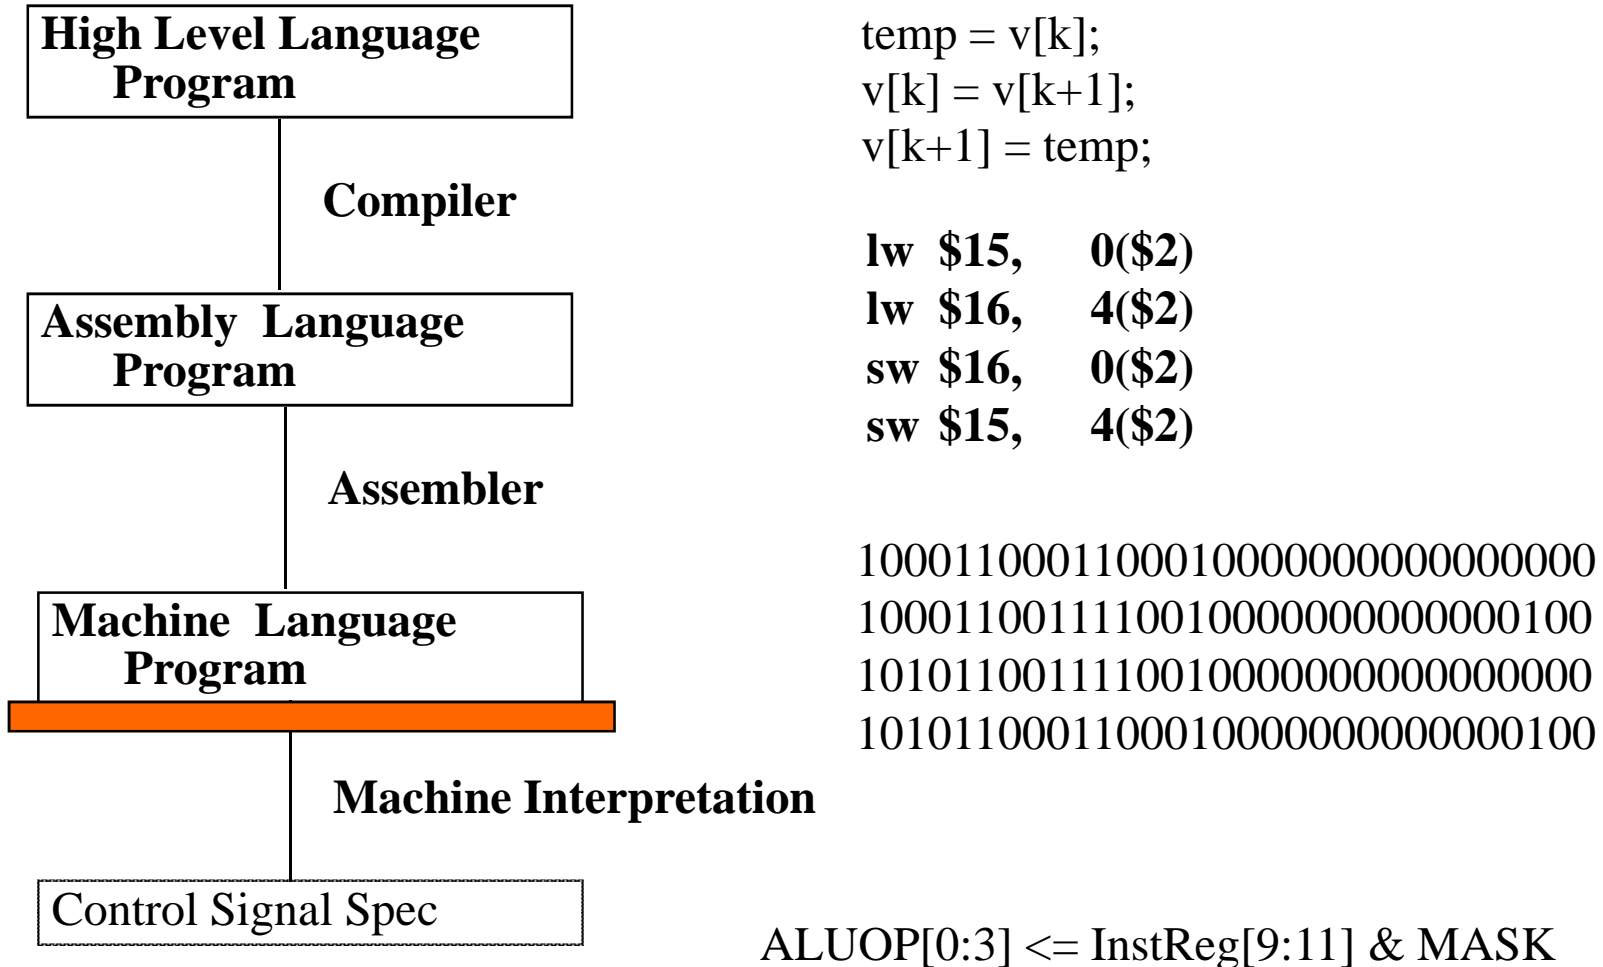 High Level Language
Program
temp = v[k];
v[k] = v[k+1];
v[k+1] = temp;
Compiler
lw $15, 0($2)
lw $16, 4($2)
sw $16, 0($2)
sw $15, 4($2)
Assembly Language
Program
Assembler
10001100011000100000000000000000
10001100111100100000000000000100
10101100111100100000000000000000
10101100011000100000000000000100
Machine Language
Program
Machine Interpretation
Control Signal Spec
ALUOP[0:3] <= InstReg[9:11] & MASK